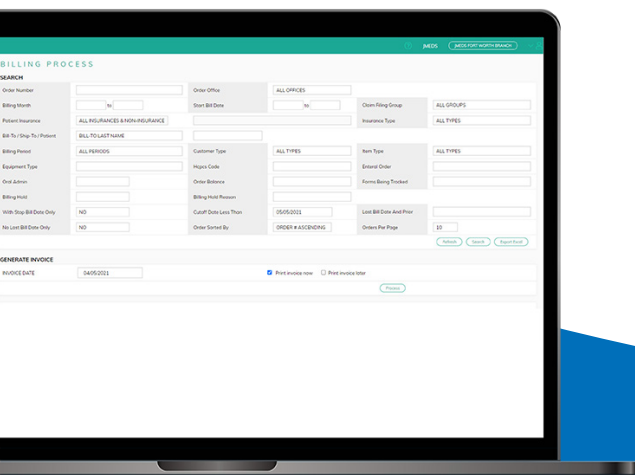 JMEDS JMEDS FORT WORTH BRANCH
BILLING PROCESS
SEARCH
Order Number Order Office ALL OFFICES
Billing Month to Start Bill Date to Claim Filing Group ALL GROUPS
Patient Insurance ALL INSURANCES & NON-INSURANCE Insurance Type ALL TYPES
Bill-To / Ship-To / Patient BILL-TO LAST NAME
Billing Period ALL PERIODS Customer Type ALL TYPES Item Type ALL TYPES
Equipment Type Hcpcs Code Enteral Order
Oral Admin Order Balance Forms Being Tracked
Billing Hold Billing Hold Reason
With Stop Bill Date Only NO Cutoff Date Less Than 05/05/2021 Last Bill Date And Prior
No Last Bill Date Only NO Order Sorted By ORDER # ASCENDING Orders Per Page 10
Refresh Search Export Excel
GENERATE INVOICE
INVOICE DATE 04/05/2021 Print invoice now Print invoice later
Process